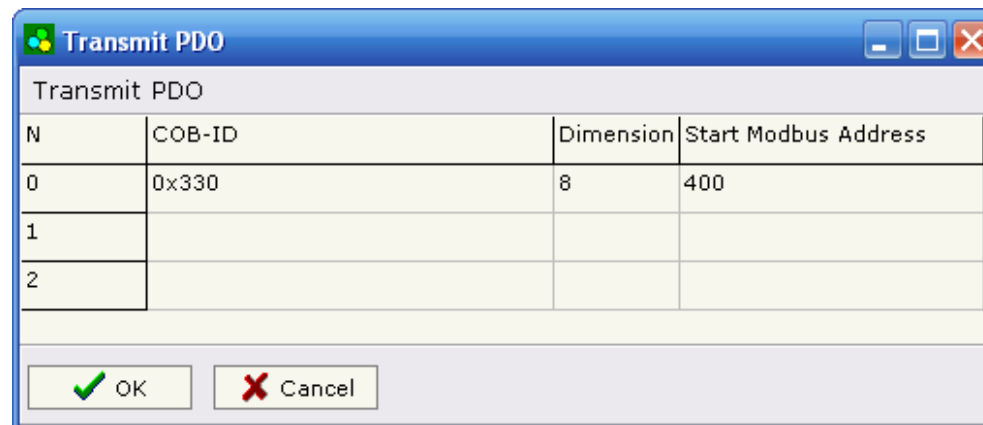 Transmit PDO
Transmit PDO
N COB-ID Dimension Start Modbus Address
0 0x330 8 400
1
2
OK Cancel